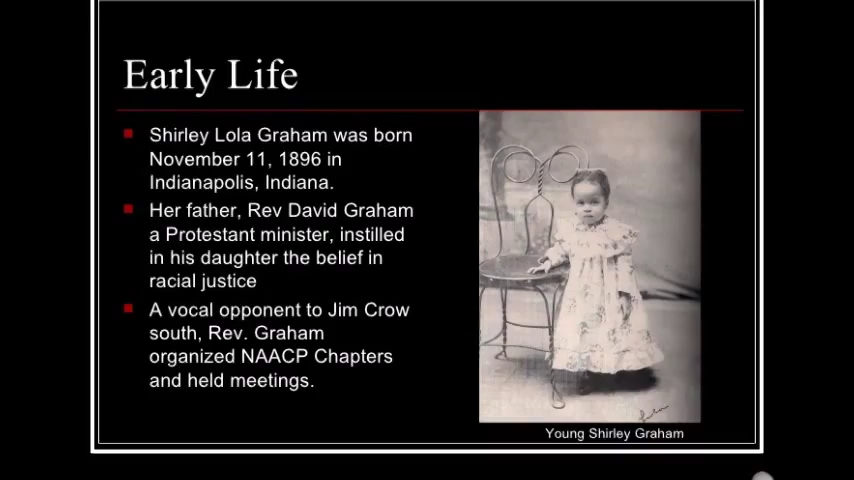 Early Life
Shirley Lola Graham was born
November 11, 1896 in
Indianapolis, Indiana.
Her father, Rev David Graham
a Protestant minister, instilled
in his daughter the belief in
racial justice
A vocal opponent to Jim Crow
south, Rev. Graham
organized NAACP Chapters
and held meetings.
Young Shirley Graham